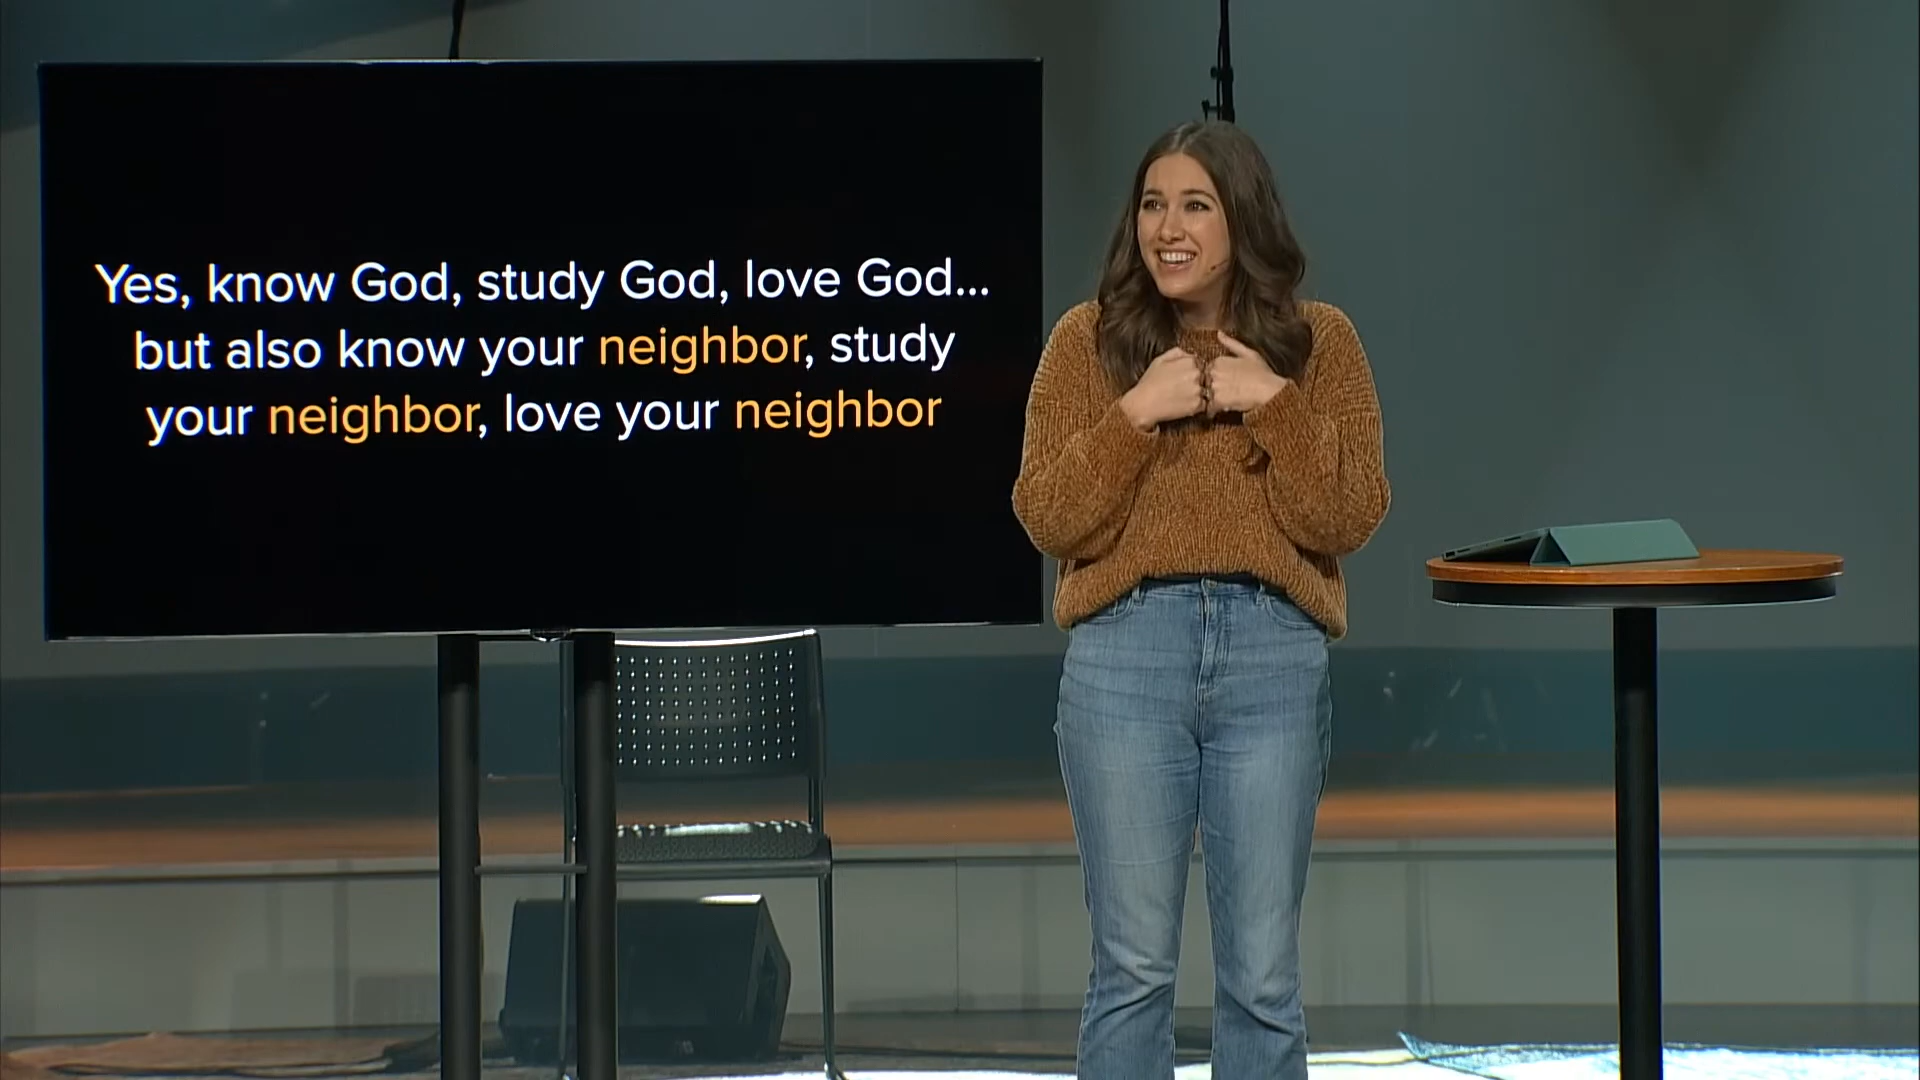 Yes, know God, study God, love God...
but also know your neighbor, study
your neighbor, love your neighbor